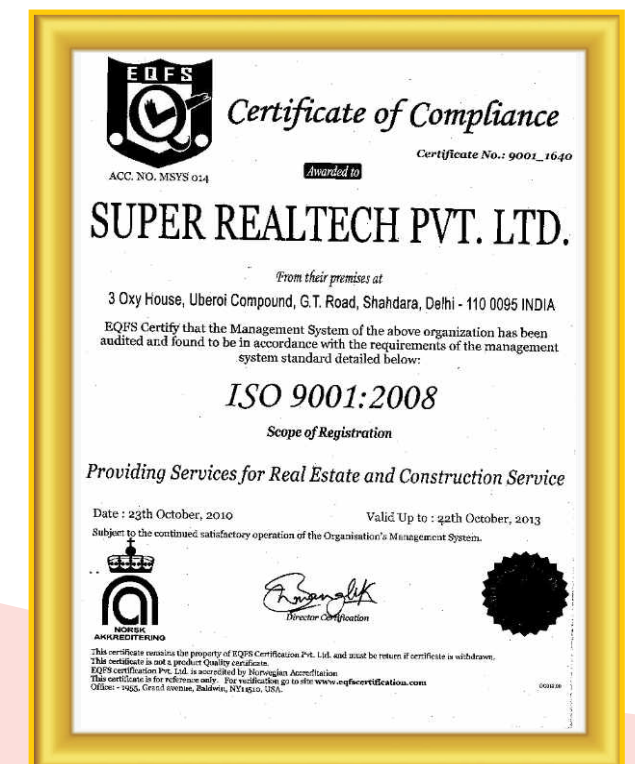 EQFS
Certificate of Compliance
Certificate No.: 9001_1640
ACC. NO. MSYS 014
Awarded to
SUPER REALTECH PVT. LTD.
From their premises at
3 Oxy House, Uberoi Compound, G.T. Road, Shahdara, Delhi - 110 0095 INDIA
EQFS Certify that the Management System of the above organization has been
audited and found to be in accordance with the requirements of the management
system standard detailed below:
ISO 9001:2008
Scope of Registration
Providing Services for Real Estate and Construction Service
Date : 23th October, 2010
Valid Up to : 22th October, 2013
Subject to the continued satisfactory operation of the Organisation's Management System.
NORSK
AKKREDITERING
Director Certification
This certificate remains the property of EQFS Certification Pvt. Ltd. and must be return if certificate is withdrawn.
This certificate is not a product Quality certificate.
EQFS certification Pvt. Ltd. is accredited by Norwegian Accreditation
This certificate is for reference only. For verification go to site www.eqfscertification.com
Office: - 1955, Grand avenue, Baldwin, NY11510, USA.